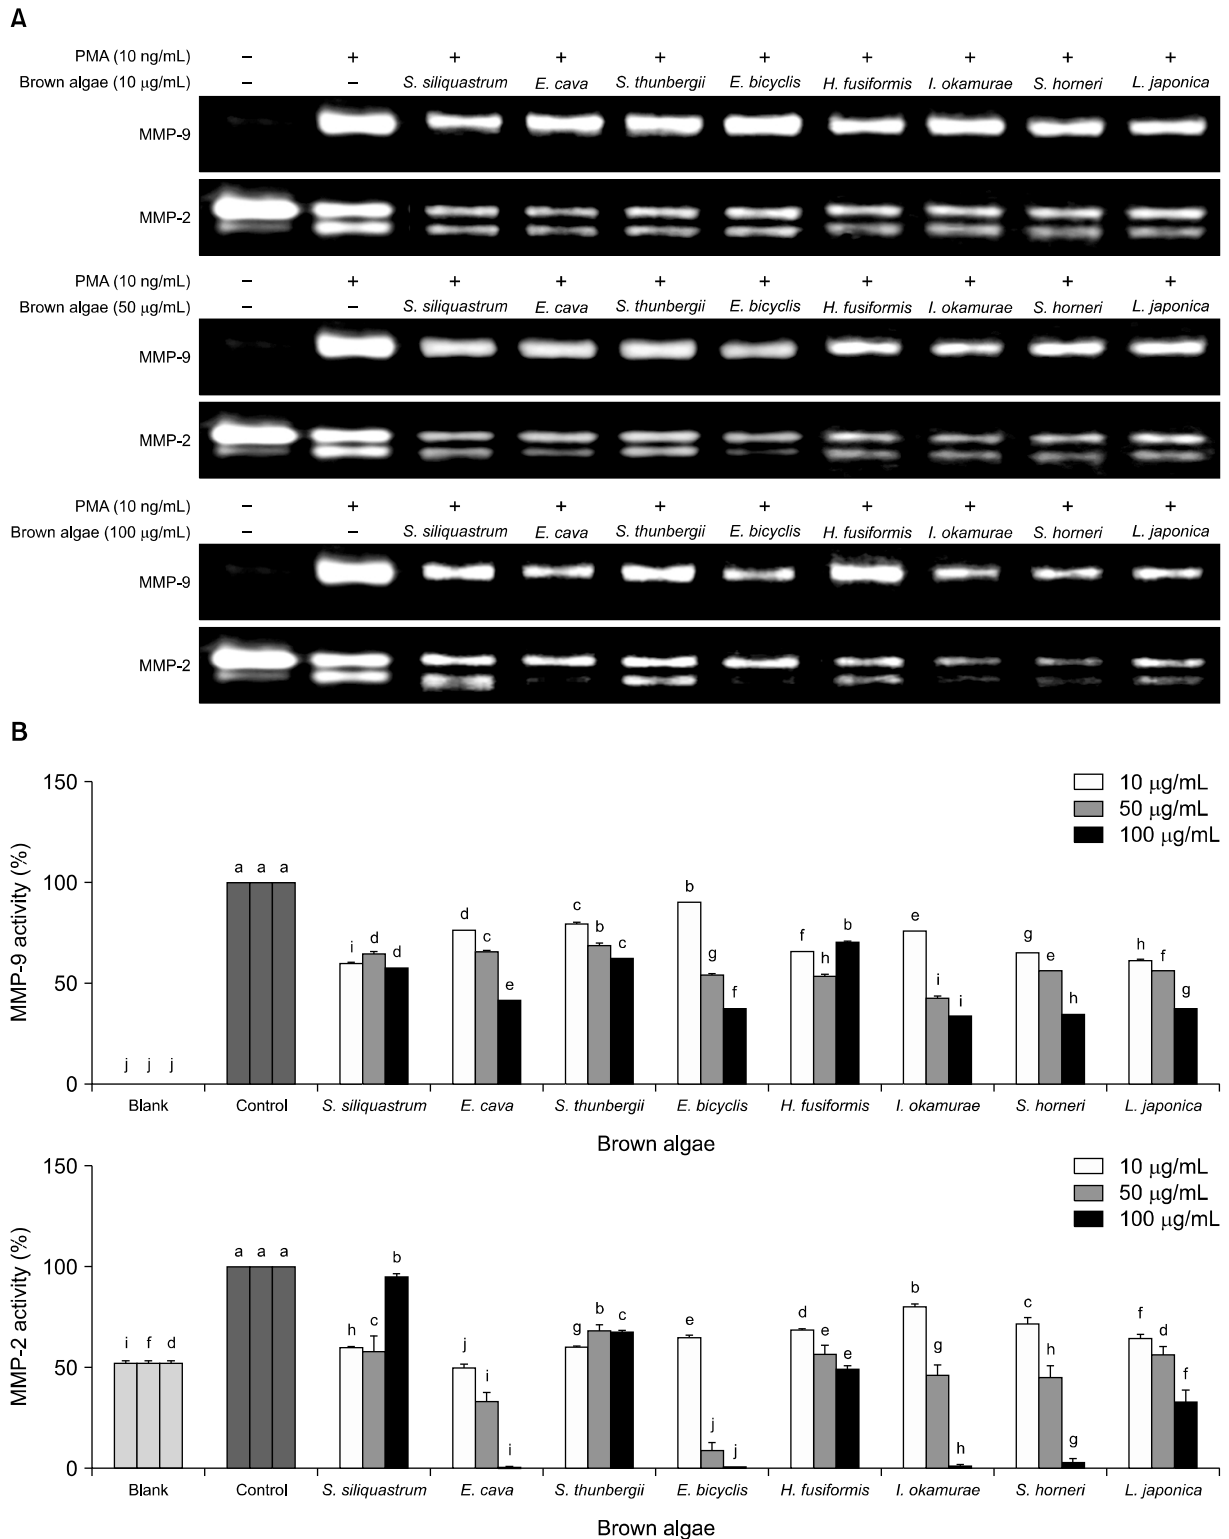 A
PMA (10 ng/mL) – + + + + + + + + +
Brown algae (10 μg/mL) – – S. siliquastrum E. cava S. thunbergii E. bicyclis H. fusiformis I. okamurae S. horneri L. japonica
MMP-9
MMP-2
PMA (10 ng/mL) – + + + + + + + + +
Brown algae (50 μg/mL) – – S. siliquastrum E. cava S. thunbergii E. bicyclis H. fusiformis I. okamurae S. horneri L. japonica
MMP-9
MMP-2
PMA (10 ng/mL) – + + + + + + + + +
Brown algae (100 μg/mL) – – S. siliquastrum E. cava S. thunbergii E. bicyclis H. fusiformis I. okamurae S. horneri L. japonica
MMP-9
MMP-2
B
MMP-9 activity (%)
150
100
50
0
10 μg/mL
50 μg/mL
100 μg/mL
j j j
a a a
i d d
d c e
c b c
b g f
f h b
e i i
g e h
h f g
Blank Control S. siliquastrum E. cava S. thunbergii E. bicyclis H. fusiformis I. okamurae S. horneri L. japonica
Brown algae
MMP-2 activity (%)
150
100
50
0
10 μg/mL
50 μg/mL
100 μg/mL
i f d
a a a
h c b
j i i
g b c
e j j
d e e
b g h
c h g
f d f
Blank Control S. siliquastrum E. cava S. thunbergii E. bicyclis H. fusiformis I. okamurae S. horneri L. japonica
Brown algae